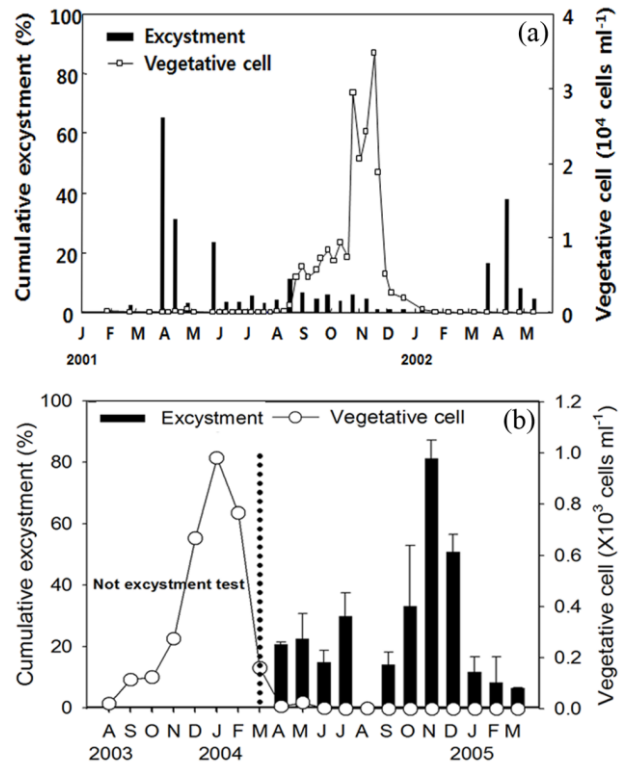 (a)
Excystment
Vegetative cell
Cumulative excystment (%)
100
80
60
40
20
0
Vegetative cell (10⁴ cells ml⁻¹)
4
3
2
1
0
J F M A M J J A S O N D J F M A M J
2001 2002
(b)
Excystment Vegetative cell
Not excystment test
Cumulative excystment (%)
100
80
60
40
20
0
Vegetative cell (X10³ cells ml⁻¹)
1.2
1.0
0.8
0.6
0.4
0.2
0.0
A S O N D J F M A M J J A S O N D J F M
2003 2004 2005